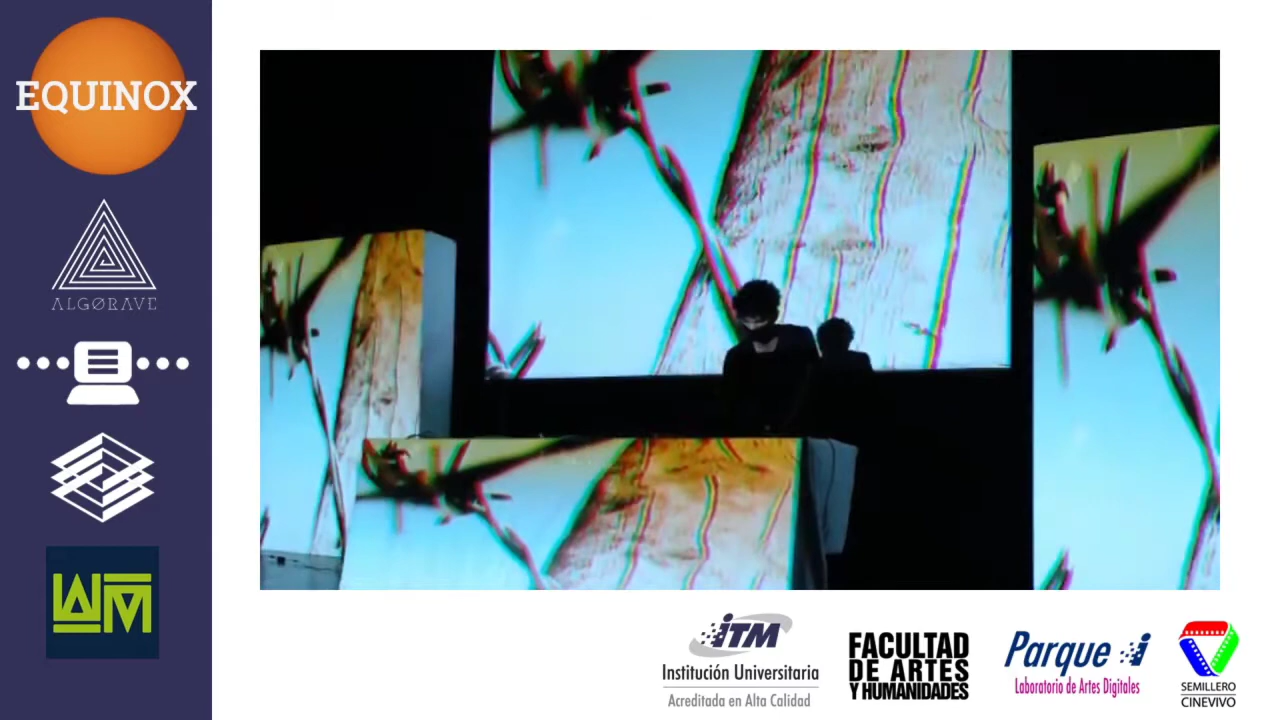 EQUINOX
ALGØRAVE
iTM
Institución Universitaria
Acreditada en Alta Calidad
FACULTAD
DE ARTES
Y HUMANIDADES
Parque i
Laboratorio de Artes Digitales
SEMILLERO
CINEVIVO